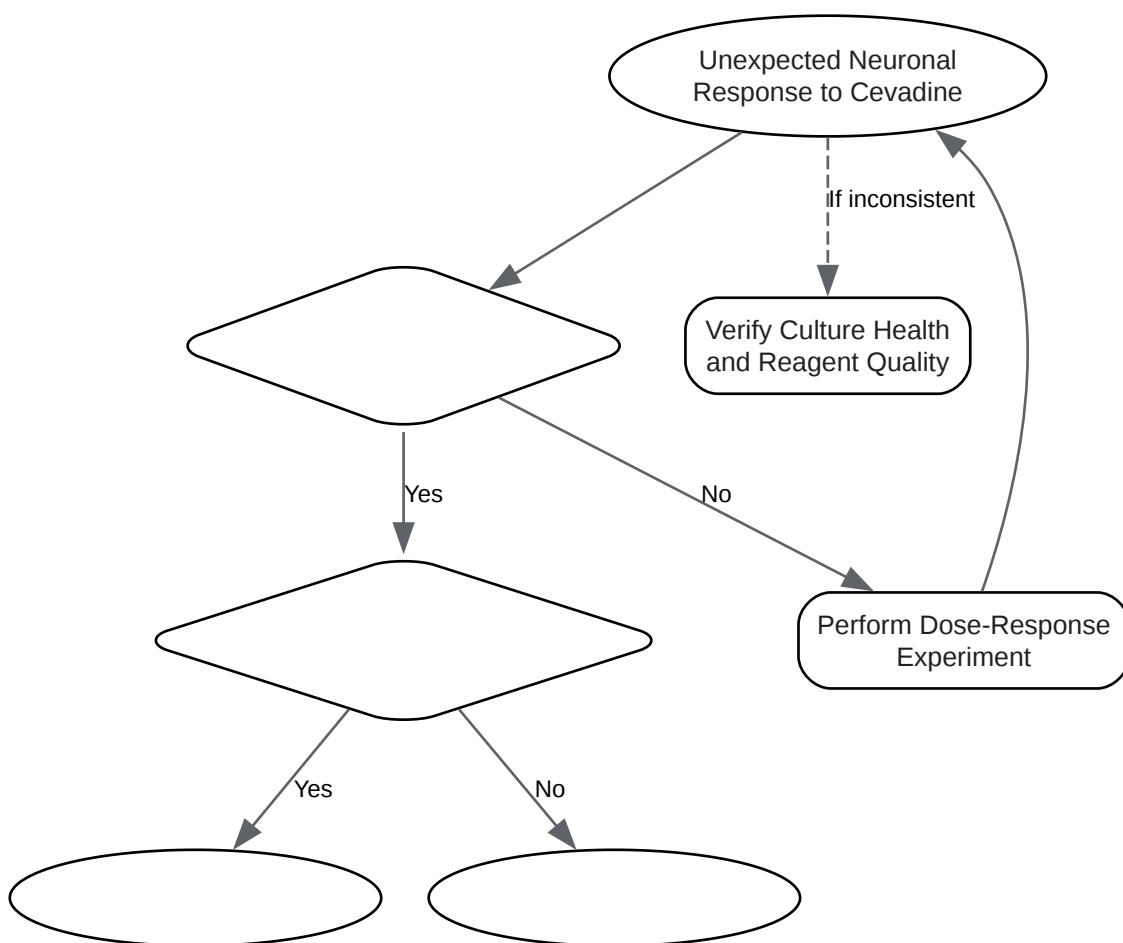 Unexpected Neuronal
Response to Cevadine
If inconsistent
Verify Culture Health
and Reagent Quality
Yes
No
Perform Dose-Response
Experiment
Yes
No